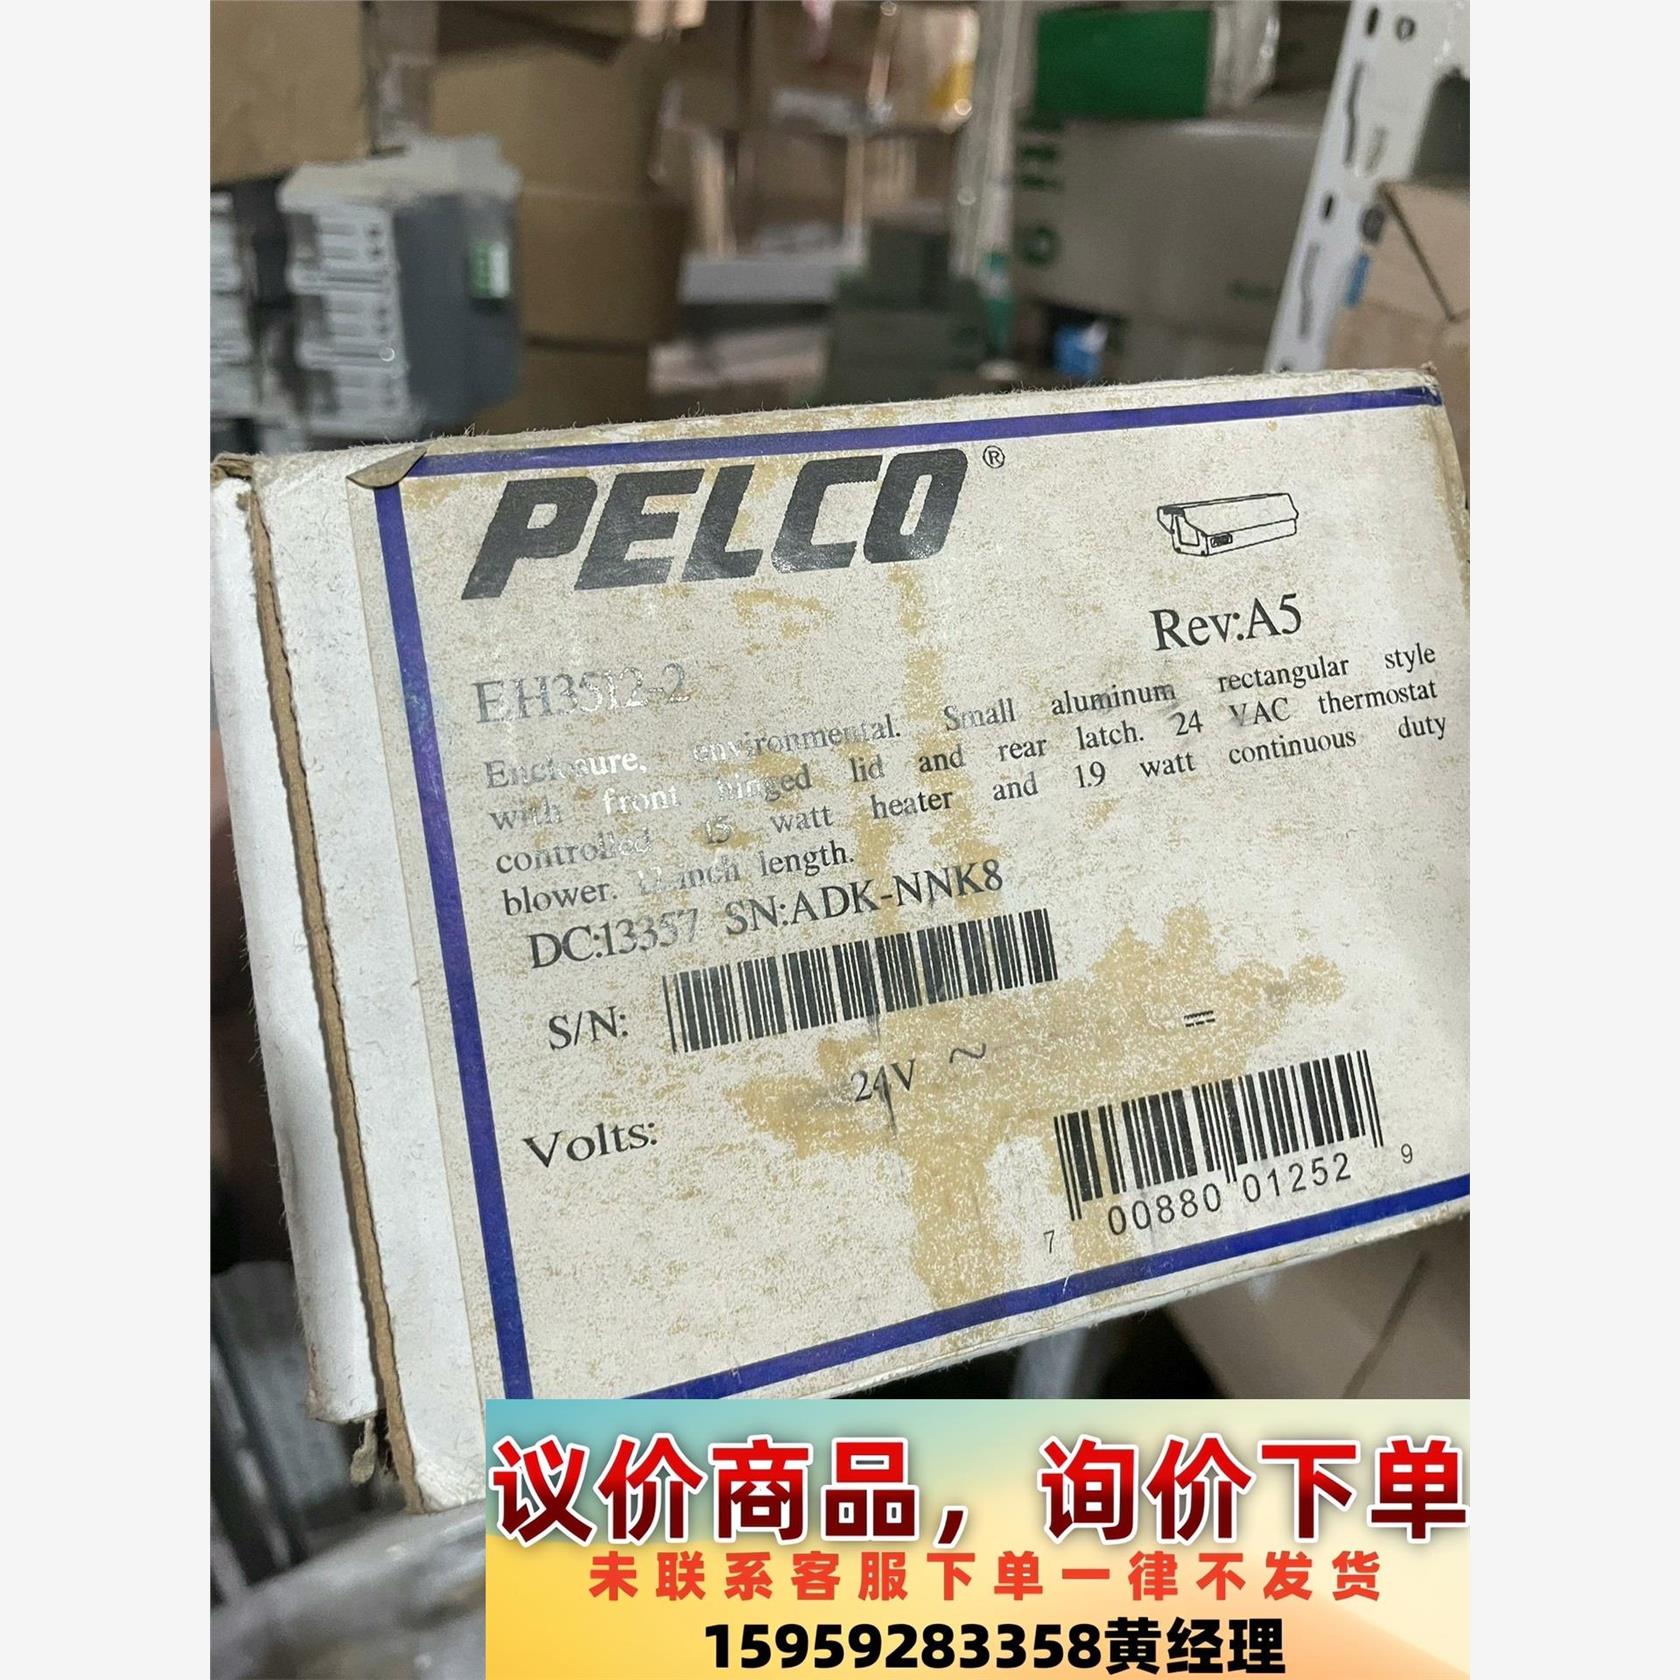 PELCO®
Rev:A5
EH3512-2
Enclosure, environmental. Small aluminum rectangular style
with front hinged lid and rear latch. 24 VAC thermostat
controlled 15 watt heater and 1.9 watt continuous duty
blower. 12 inch length.
DC:13357 SN:ADK-NNK8
S/N:
Volts: 24V ~ ⎓
7 00880 01252 9
议价商品，询价下单
未联系客服下单一律不发货
15959283358黄经理